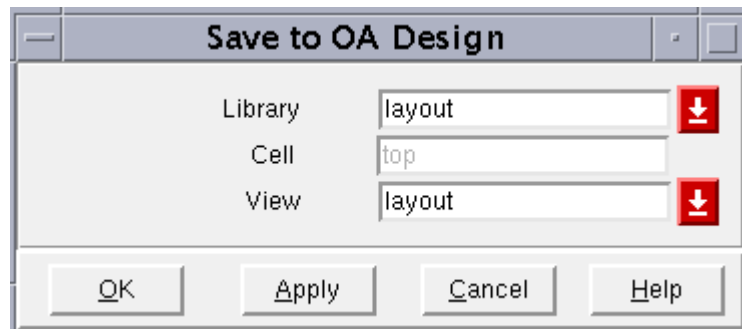 Save to OA Design
Library layout
Cell top
View layout
OK Apply Cancel Help